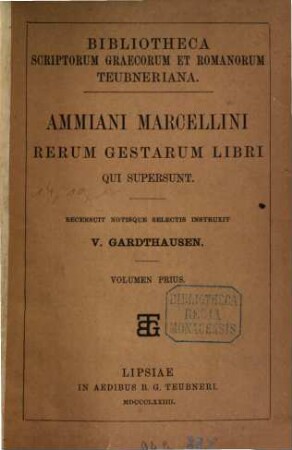 BIBLIOTHECA
SCRIPTORUM GRAECORUM ET ROMANORUM
TEUBNERIANA.
AMMIANI MARCELLINI
RERUM GESTARUM LIBRI
QUI SUPERSUNT.
RECENSUIT NOTISQUE SELECTIS INSTRUXIT
V. GARDTHAUSEN.
VOLUMEN PRIUS.
BIBLIOTHECA
REGIA
MONACENSIS
LIPSIAE
IN AEDIBUS B. G. TEUBNERI.
MDCCCLXXIIII.